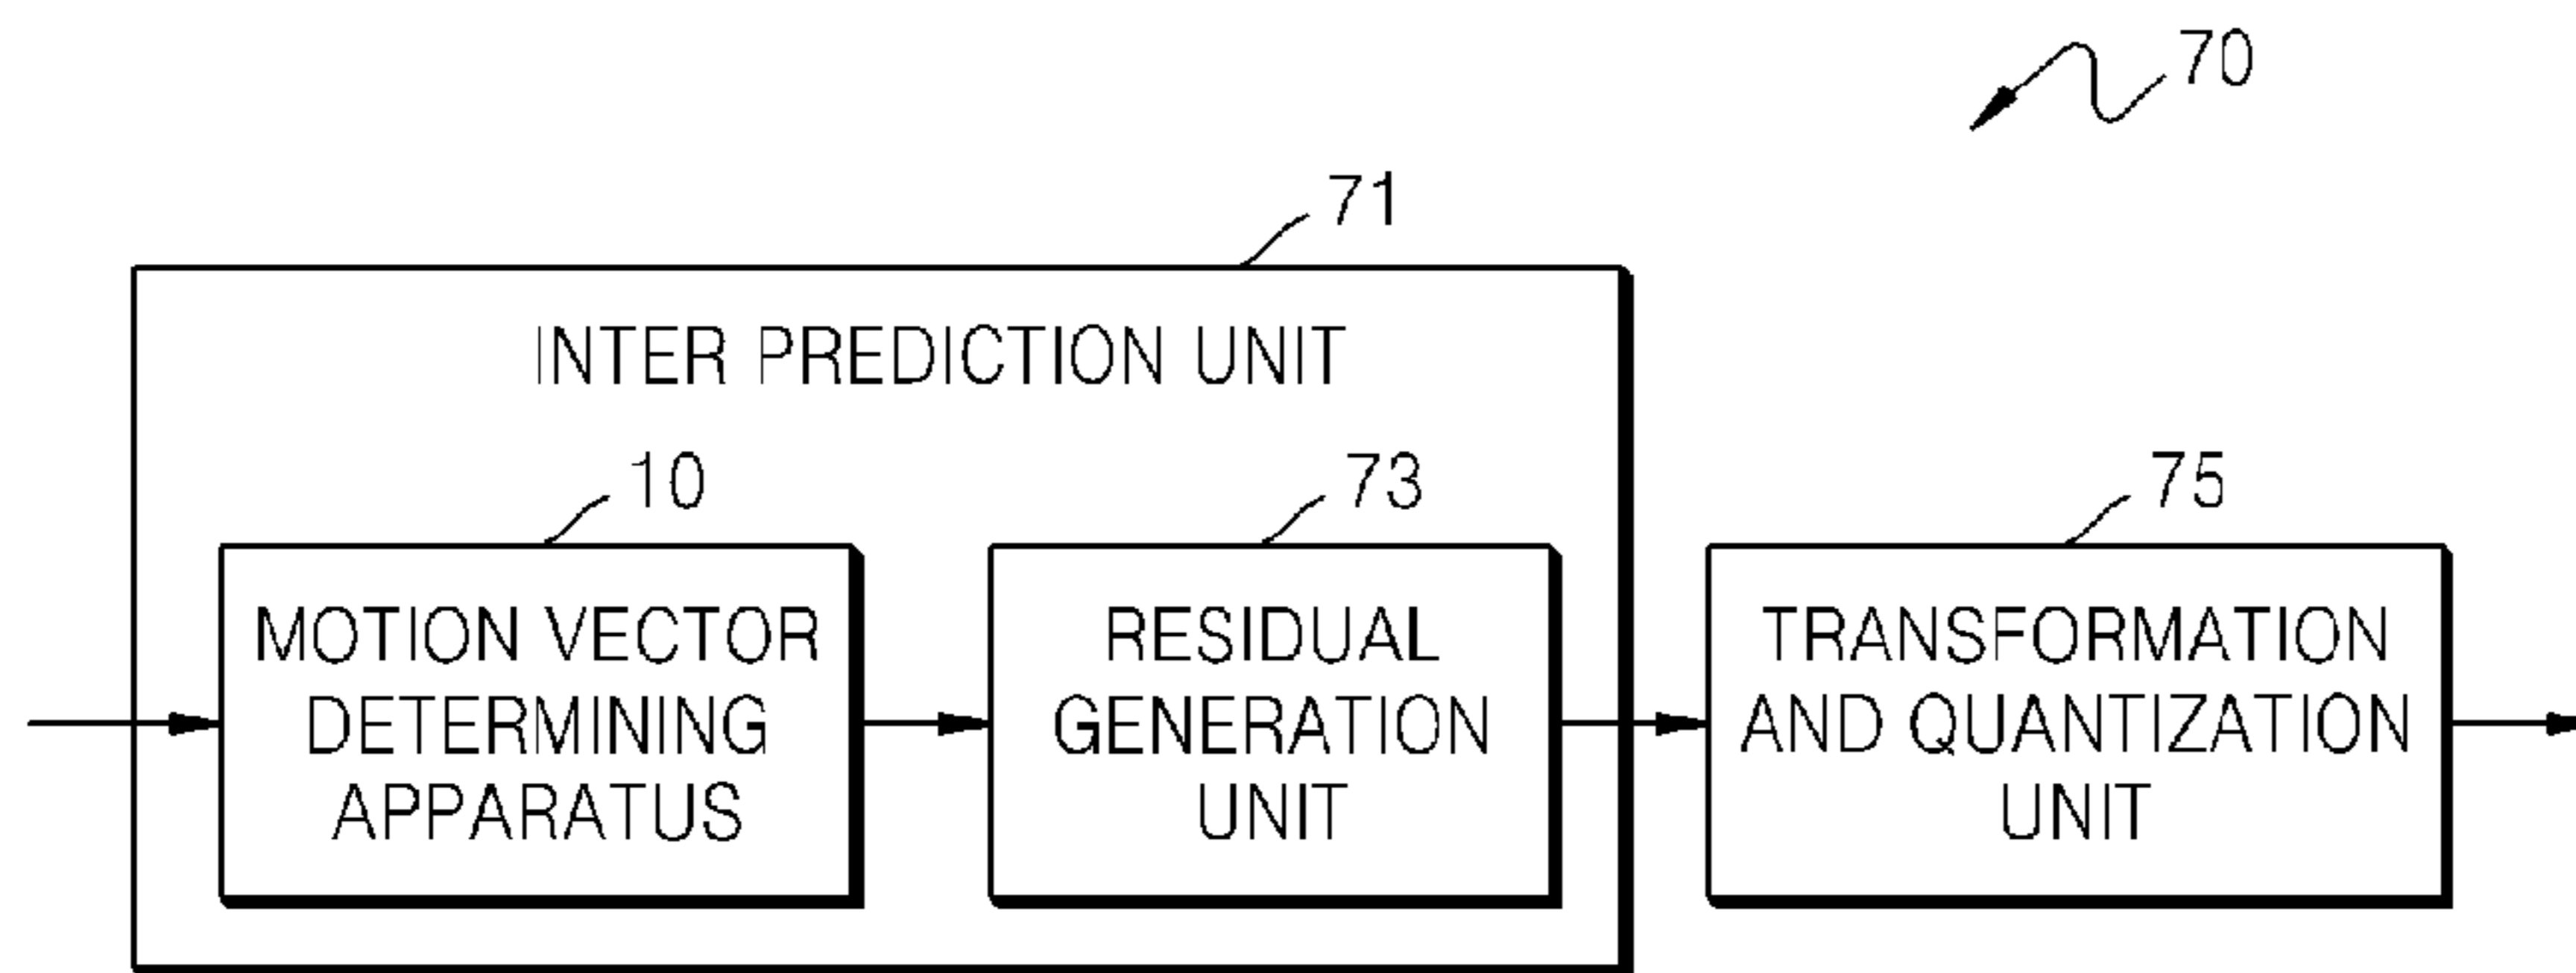 70
71
INTER PREDICTION UNIT
10
73
75
MOTION VECTOR
DETERMINING
APPARATUS
RESIDUAL
GENERATION
UNIT
TRANSFORMATION
AND QUANTIZATION
UNIT